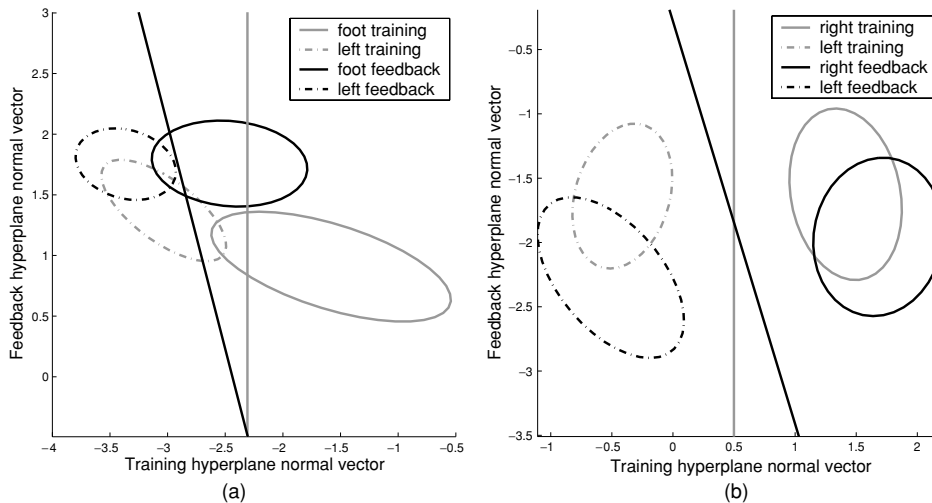 3
2.5
2
1.5
1
0.5
0
−4
−3.5
−3
−2.5
−2
−1.5
−1
−0.5
Feedback hyperplane normal vector
Training hyperplane normal vector
foot training
left training
foot feedback
left feedback
(a)
−0.5
−1
−1.5
−2
−2.5
−3
−3.5
−1
−0.5
0
0.5
1
1.5
2
Feedback hyperplane normal vector
Training hyperplane normal vector
right training
left training
right feedback
left feedback
(b)